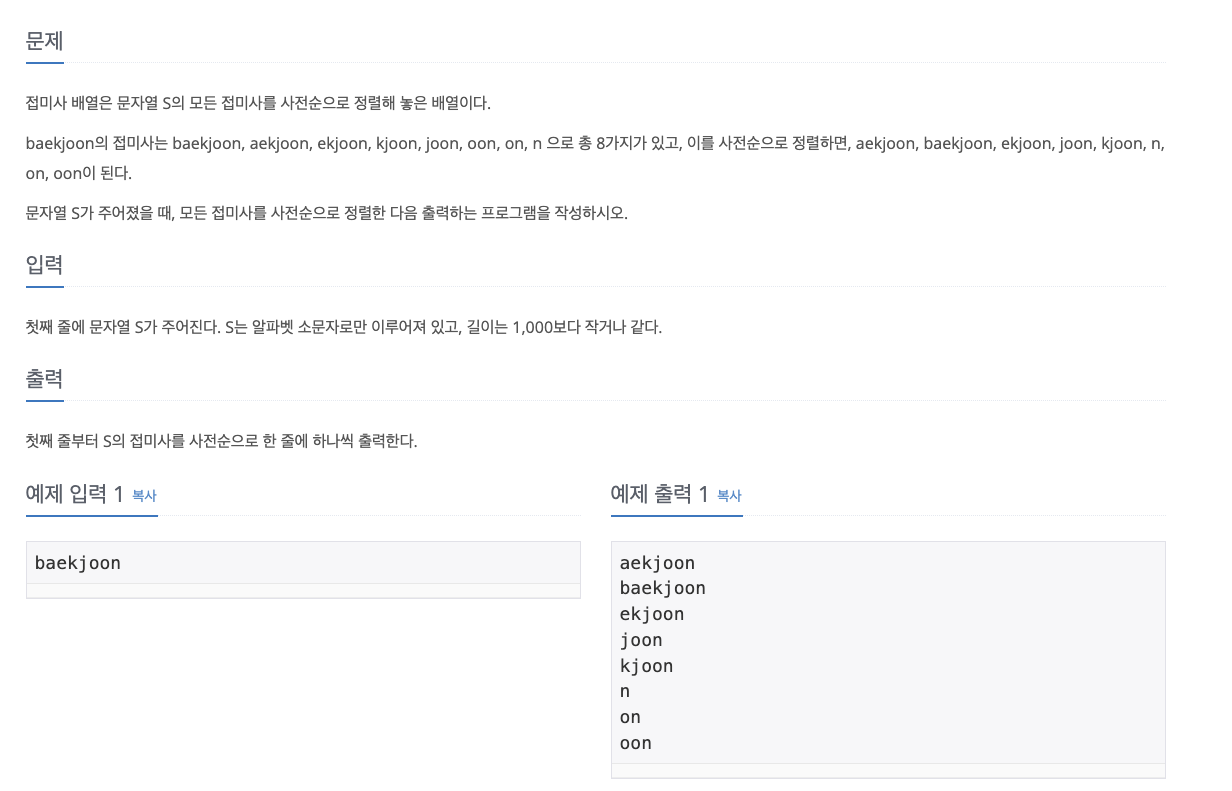 문제
접미사 배열은 문자열 S의 모든 접미사를 사전순으로 정렬해 놓은 배열이다.
baekjoon의 접미사는 baekjoon, aekjoon, ekjoon, kjoon, joon, oon, on, n 으로 총 8가지가 있고, 이를 사전순으로 정렬하면, aekjoon, baekjoon, ekjoon, joon, kjoon, n,
on, oon이 된다.
문자열 S가 주어졌을 때, 모든 접미사를 사전순으로 정렬한 다음 출력하는 프로그램을 작성하시오.
입력
첫째 줄에 문자열 S가 주어진다. S는 알파벳 소문자로만 이루어져 있고, 길이는 1,000보다 작거나 같다.
출력
첫째 줄부터 S의 접미사를 사전순으로 한 줄에 하나씩 출력한다.
예제 입력 1 복사
baekjoon
예제 출력 1 복사
aekjoon
baekjoon
ekjoon
joon
kjoon
n
on
oon